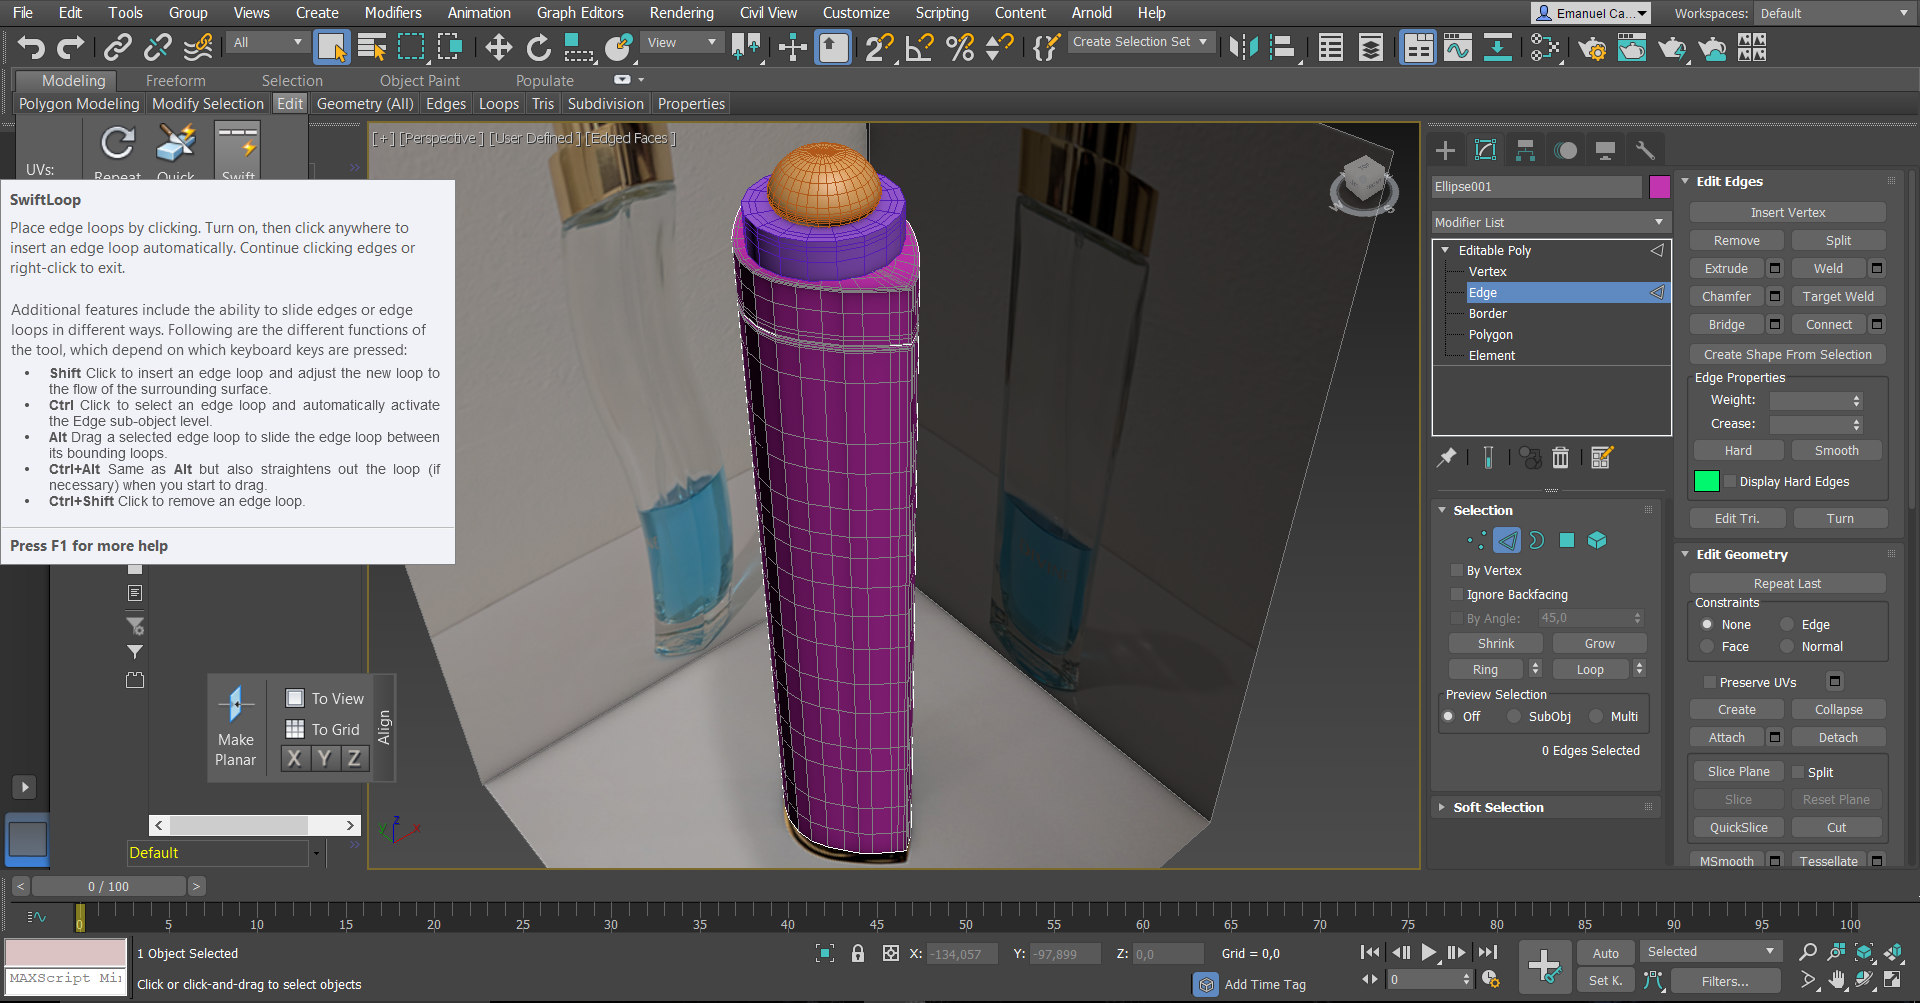 File Edit Tools Group Views Create Modifiers Animation Graph Editors Rendering Civil View Customize Scripting Content Arnold Help
Emanuel Ca... Workspaces: Default
All View Create Selection Set
Modeling Freeform Selection Object Paint Populate
Polygon Modeling Modify Selection Edit Geometry (All) Edges Loops Tris Subdivision Properties
UVs: Repeat Quick Swift
[+] [Perspective] [User Defined] [Edged Faces]
SwiftLoop
Place edge loops by clicking. Turn on, then click anywhere to
insert an edge loop automatically. Continue clicking edges or
right-click to exit.
Additional features include the ability to slide edges or edge
loops in different ways. Following are the different functions of
the tool, which depend on which keyboard keys are pressed:
• Shift Click to insert an edge loop and adjust the new loop to
the flow of the surrounding surface.
• Ctrl Click to select an edge loop and automatically activate
the Edge sub-object level.
• Alt Drag a selected edge loop to slide the edge loop between
its bounding loops.
• Ctrl+Alt Same as Alt but also straightens out the loop (if
necessary) when you start to drag.
• Ctrl+Shift Click to remove an edge loop.
Press F1 for more help
Make
Planar
To View
To Grid
X Y Z
Align
Default
Ellipse001
Modifier List
Editable Poly
Vertex
Edge
Border
Polygon
Element
Selection
By Vertex
Ignore Backfacing
By Angle: 45,0
Shrink Grow
Ring Loop
Preview Selection
Off SubObj Multi
0 Edges Selected
Soft Selection
Edit Edges
Insert Vertex
Remove Split
Extrude Weld
Chamfer Target Weld
Bridge Connect
Create Shape From Selection
Edge Properties
Weight:
Crease:
Hard Smooth
Display Hard Edges
Edit Tri. Turn
Edit Geometry
Repeat Last
Constraints
None Edge
Face Normal
Preserve UVs
Create Collapse
Attach Detach
Slice Plane Split
Slice Reset Plane
QuickSlice Cut
MSmooth Tessellate
< 0 / 100 >
0 5 10 15 20 25 30 35 40 45 50 55 60 65 70 75 80 85 90 95 100
1 Object Selected X: -134,057 Y: -97,899 Z: 0,0 Grid = 0,0 Auto Selected
MAXScript Mi
Click or click-and-drag to select objects Add Time Tag 0 Set K. Filters...